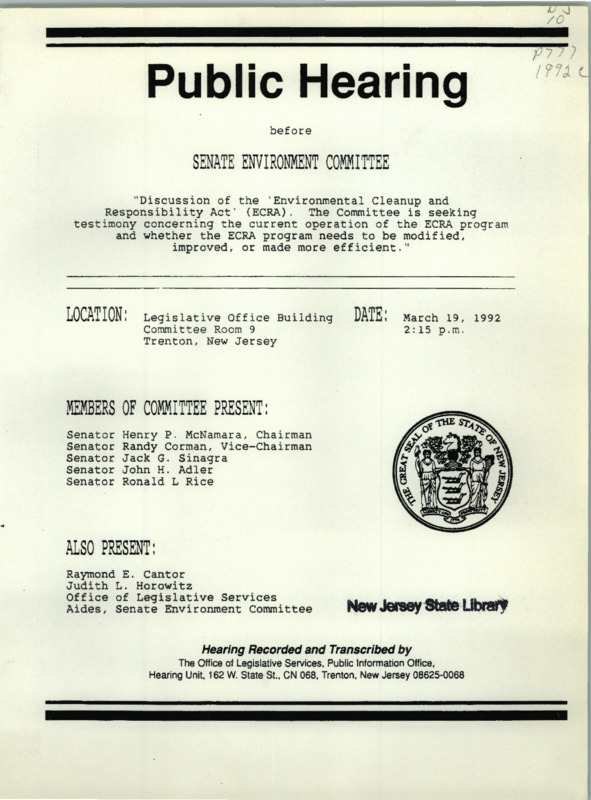 NJ
10
P777
1992 c
Public Hearing
before
SENATE ENVIRONMENT COMMITTEE
"Discussion of the 'Environmental Cleanup and
Responsibility Act' (ECRA). The Committee is seeking
testimony concerning the current operation of the ECRA program
and whether the ECRA program needs to be modified,
improved, or made more efficient."
LOCATION: Legislative Office Building
Committee Room 9
Trenton, New Jersey
DATE: March 19, 1992
2:15 p.m.
MEMBERS OF COMMITTEE PRESENT:
Senator Henry P. McNamara, Chairman
Senator Randy Corman, Vice-Chairman
Senator Jack G. Sinagra
Senator John H. Adler
Senator Ronald L Rice
THE GREAT SEAL OF THE STATE OF NEW JERSEY
ALSO PRESENT:
Raymond E. Cantor
Judith L. Horowitz
Office of Legislative Services
Aides, Senate Environment Committee
New Jersey State Library
Hearing Recorded and Transcribed by
The Office of Legislative Services, Public Information Office,
Hearing Unit, 162 W. State St., CN 068, Trenton, New Jersey 08625-0068